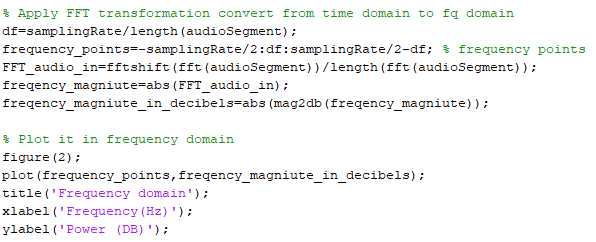 % Apply FFT transformation convert from time domain to fq domain
df=samplingRate/length(audioSegment);
frequency_points=-samplingRate/2:df:samplingRate/2-df; % frequency points
FFT_audio_in=fftshift(fft(audioSegment))/length(fft(audioSegment));
freqency_magniute=abs(FFT_audio_in);
freqency_magniute_in_decibels=abs(mag2db(freqency_magniute));
% Plot it in frequency domain
figure(2);
plot(frequency_points,freqency_magniute_in_decibels);
title('Frequency domain');
xlabel('Frequency(Hz)');
ylabel('Power (DB)');